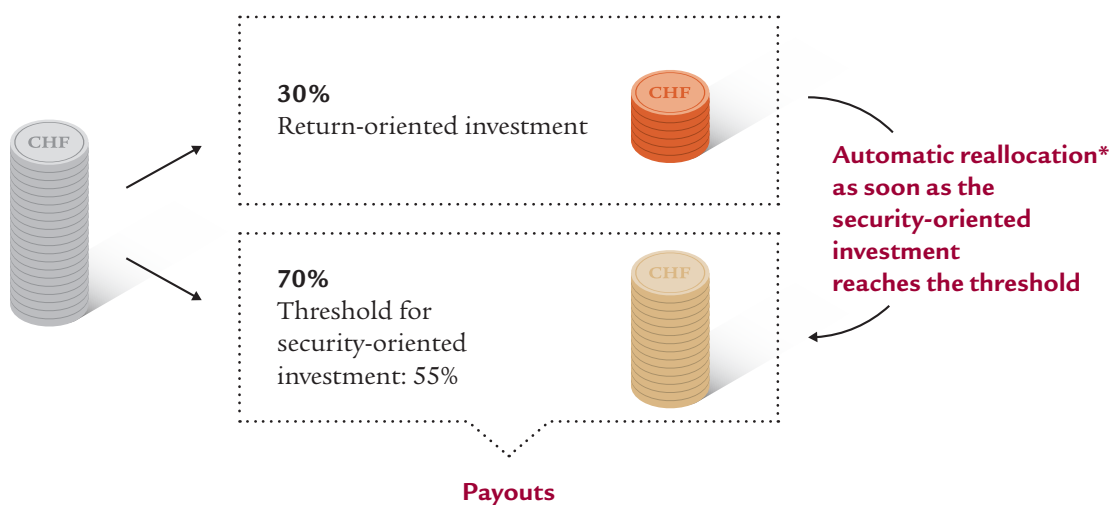 CHF
30%
Return-oriented investment
CHF
Automatic reallocation*
as soon as the
security-oriented
investment
reaches the threshold
70%
Threshold for
security-oriented
investment: 55%
CHF
Payouts